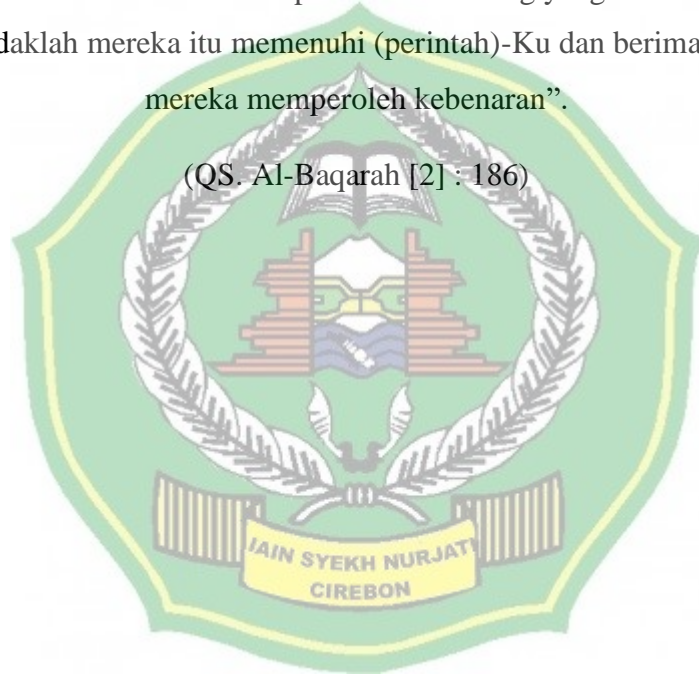 daklah mereka itu memenuhi (perintah)-Ku dan berima
mereka memperoleh kebenaran”.
(QS. Al-Baqarah [2] : 186)
IAIN SYEKH NURJATI
CIREBON